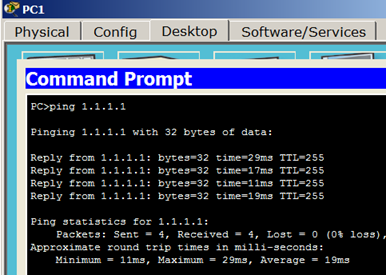 PC1
Physical Config Desktop Software/Services
Command Prompt
PC>ping 1.1.1.1
Pinging 1.1.1.1 with 32 bytes of data:
Reply from 1.1.1.1: bytes=32 time=29ms TTL=255
Reply from 1.1.1.1: bytes=32 time=17ms TTL=255
Reply from 1.1.1.1: bytes=32 time=11ms TTL=255
Reply from 1.1.1.1: bytes=32 time=19ms TTL=255
Ping statistics for 1.1.1.1:
Packets: Sent = 4, Received = 4, Lost = 0 (0% loss),
Approximate round trip times in milli-seconds:
Minimum = 11ms, Maximum = 29ms, Average = 19ms